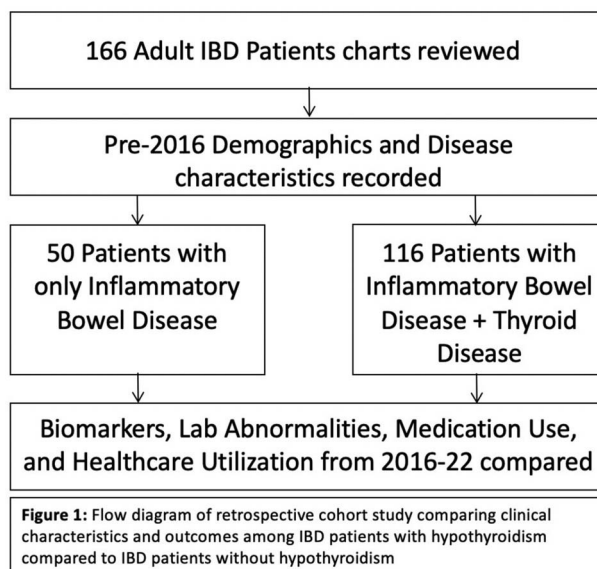 166 Adult IBD Patients charts reviewed
Pre-2016 Demographics and Disease
characteristics recorded
50 Patients with
only Inflammatory
Bowel Disease
116 Patients with
Inflammatory Bowel
Disease + Thyroid
Disease
Biomarkers, Lab Abnormalities, Medication Use,
and Healthcare Utilization from 2016-22 compared
Figure 1: Flow diagram of retrospective cohort study comparing clinical
characteristics and outcomes among IBD patients with hypothyroidism
compared to IBD patients without hypothyroidism